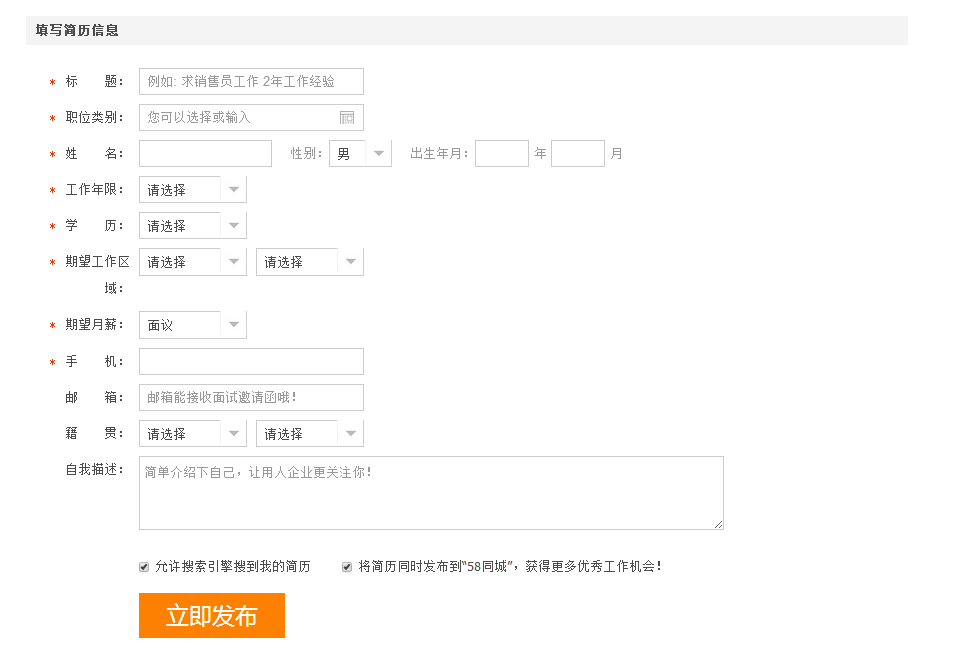 填写简历信息
* 标 题： 例如: 求销售员工作 2年工作经验
* 职位类别： 您可以选择或输入
* 姓 名： 性别： 男 出生年月： 年 月
* 工作年限： 请选择
* 学 历： 请选择
* 期望工作区 请选择 请选择
域：
* 期望月薪： 面议
* 手 机：
邮 箱： 邮箱能接收面试邀请函哦！
籍 贯： 请选择 请选择
自我描述： 简单介绍下自己，让用人企业更关注你！
允许搜索引擎搜到我的简历 将简历同时发布到“58同城”，获得更多优秀工作机会！
立即发布